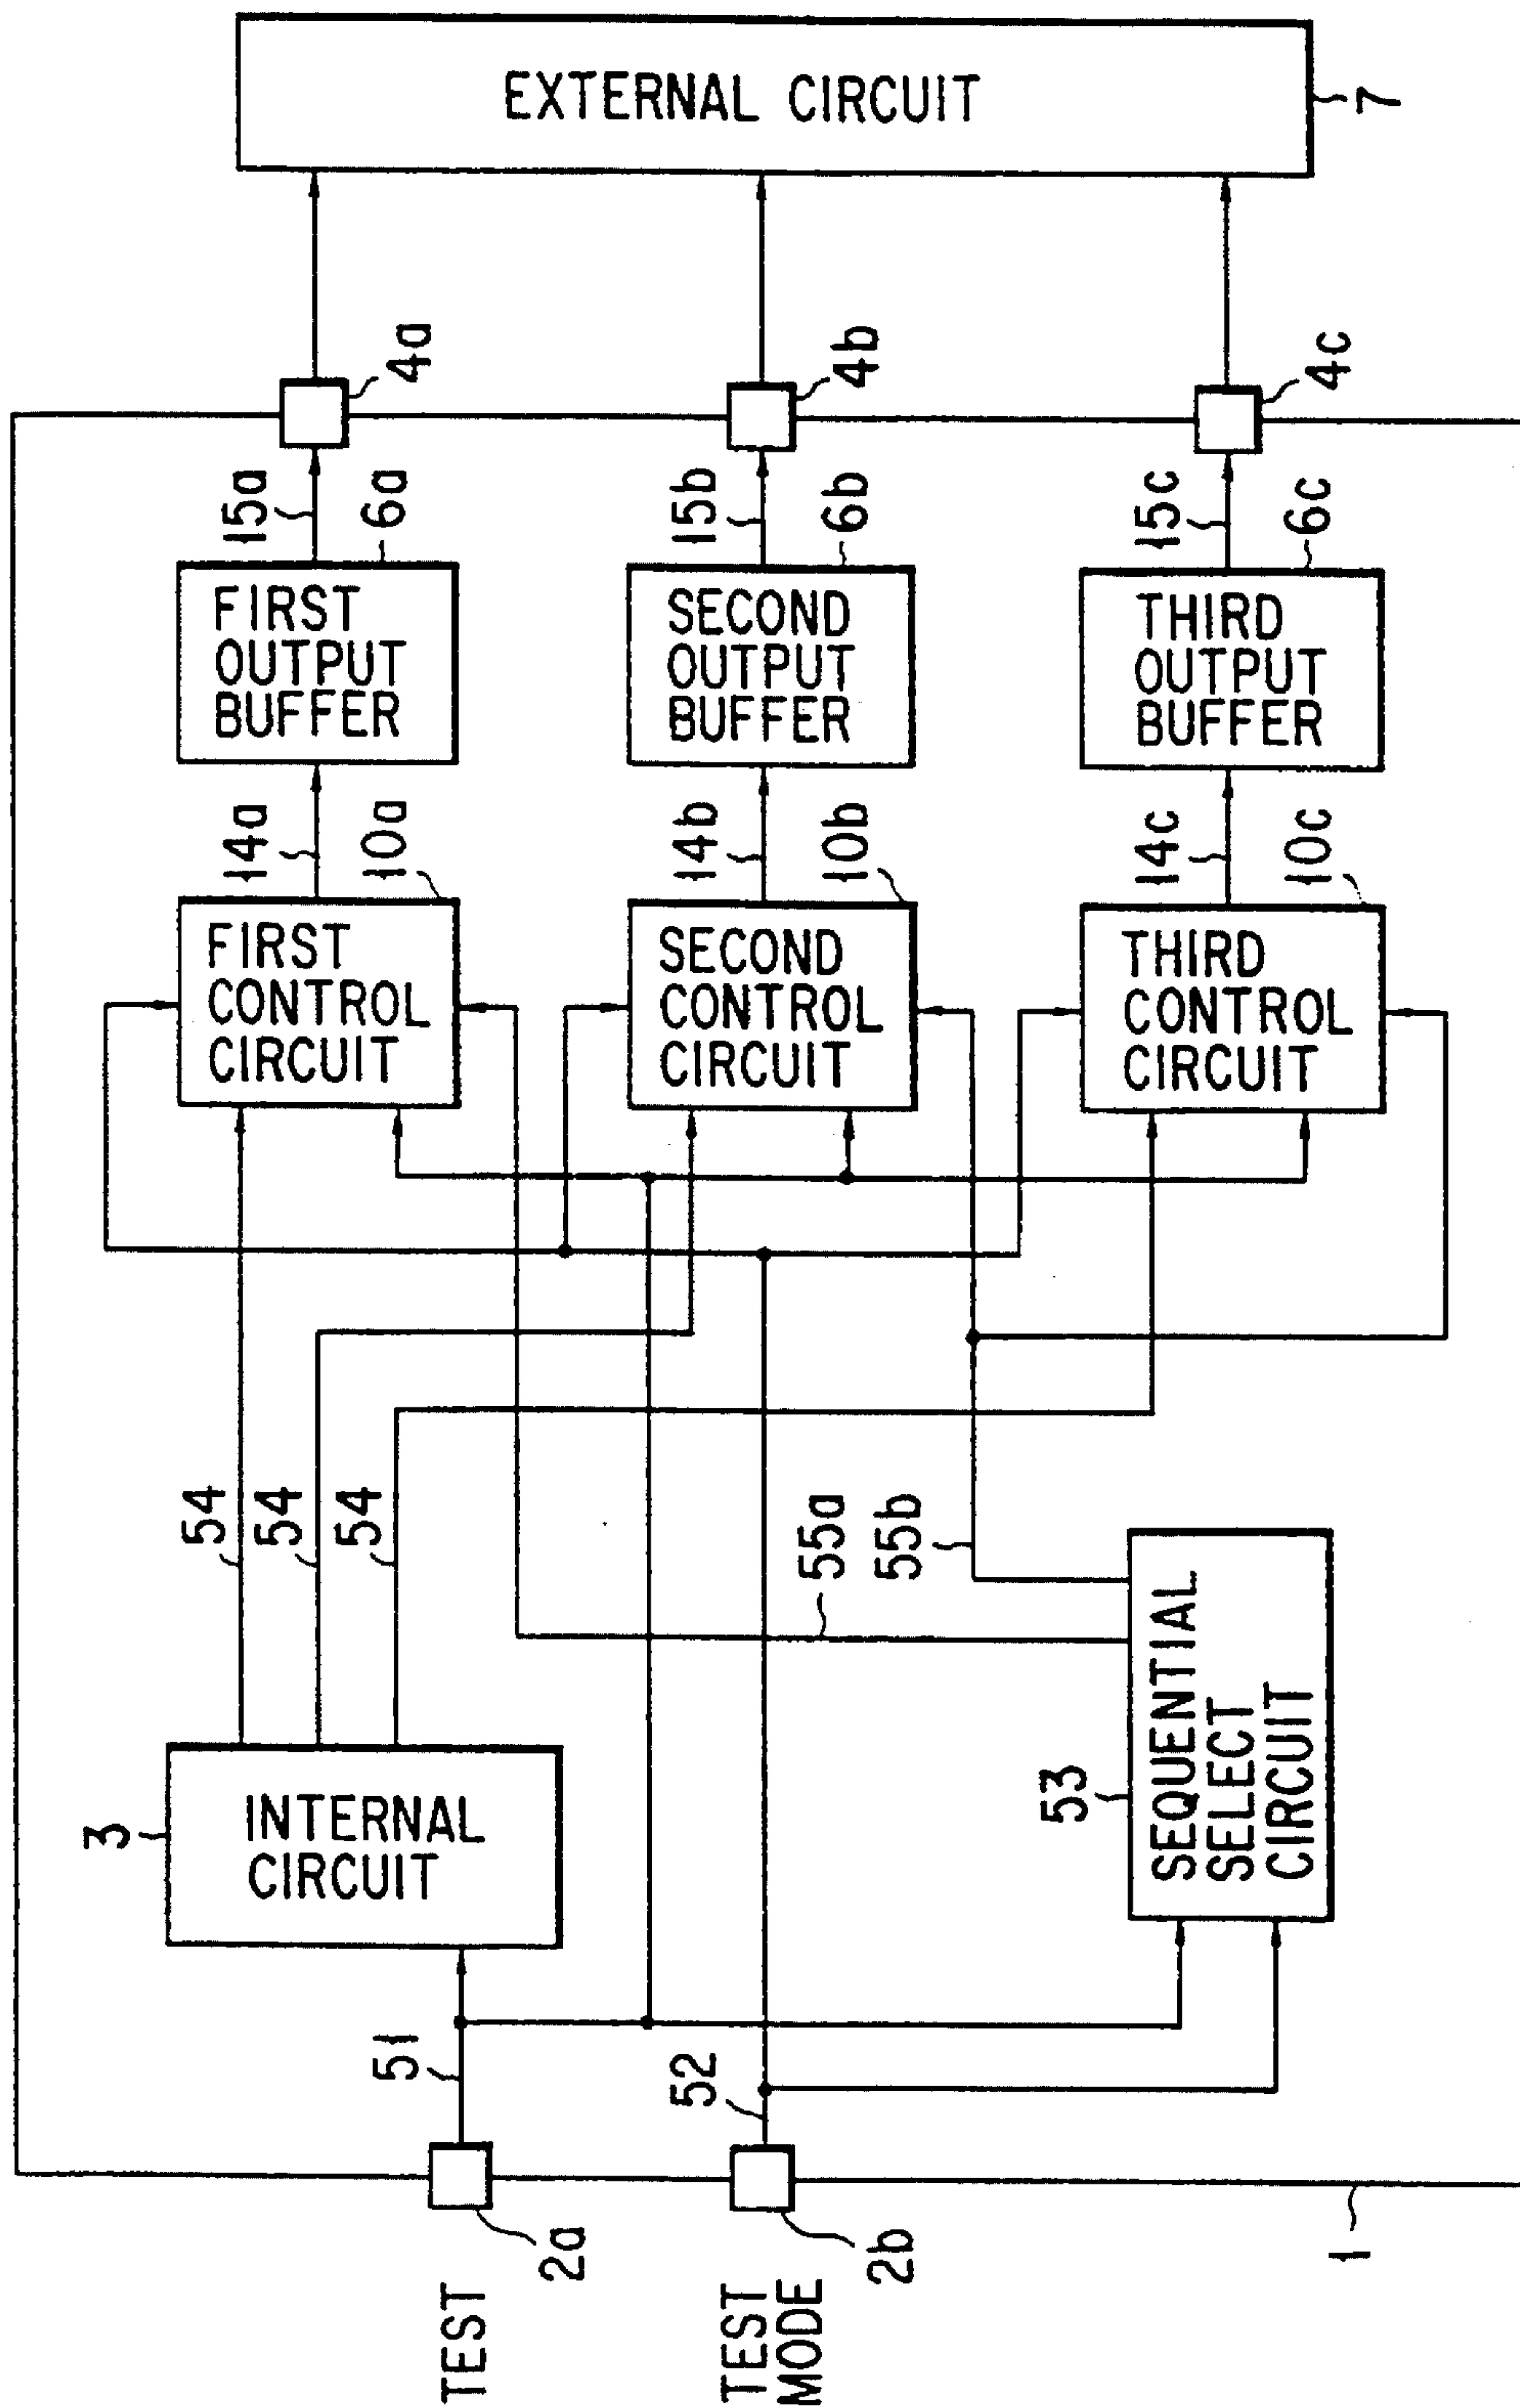 EXTERNAL CIRCUIT
7
4a
4b
4c
15a
6a
15b
6b
15c
6c
FIRST
OUTPUT
BUFFER
SECOND
OUTPUT
BUFFER
THIRD
OUTPUT
BUFFER
14a
10a
14b
10b
14c
10c
FIRST
CONTROL
CIRCUIT
SECOND
CONTROL
CIRCUIT
THIRD
CONTROL
CIRCUIT
54
54
54
55a
55b
3
INTERNAL
CIRCUIT
53
SEQUENTIAL
SELECT
CIRCUIT
51
52
2a
2b
1
TEST
TEST
MODE